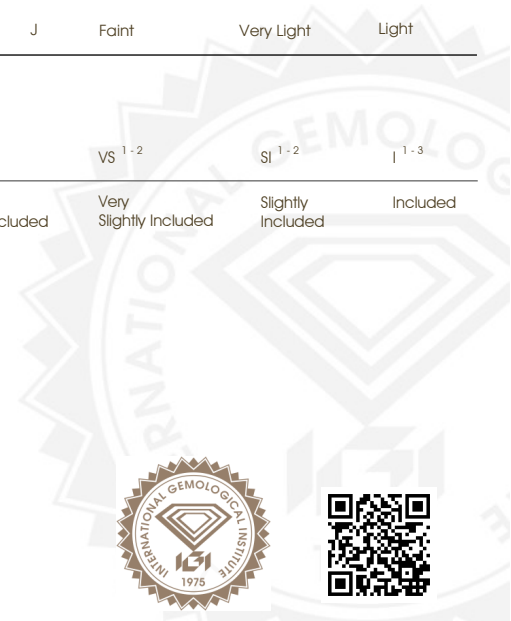 J Faint Very Light Light
VS 1 - 2 SI 1 - 2 I 1 - 3
Very Slightly Included
cluded Slightly Included Included
INTERNATIONAL GEMOLOGICAL INSTITUTE
IGI
1975